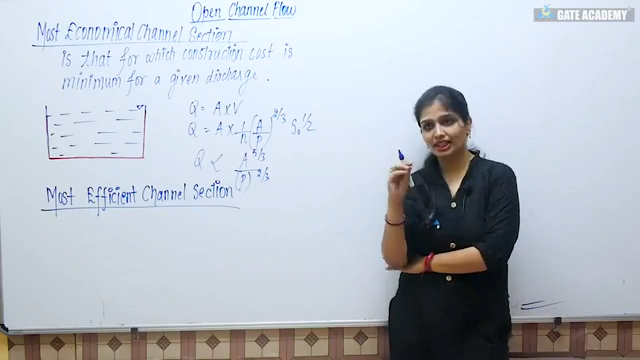 Open Channel Flow
GATE ACADEMY
Most Economical Channel Section
is that for which construction cost is
minimum for a given discharge.
Q = A×V
Q = A × 1/n (A/P)^2/3 S₀^1/2
Q ∝ A^5/3 / (P)^2/3
Most Efficient Channel Section